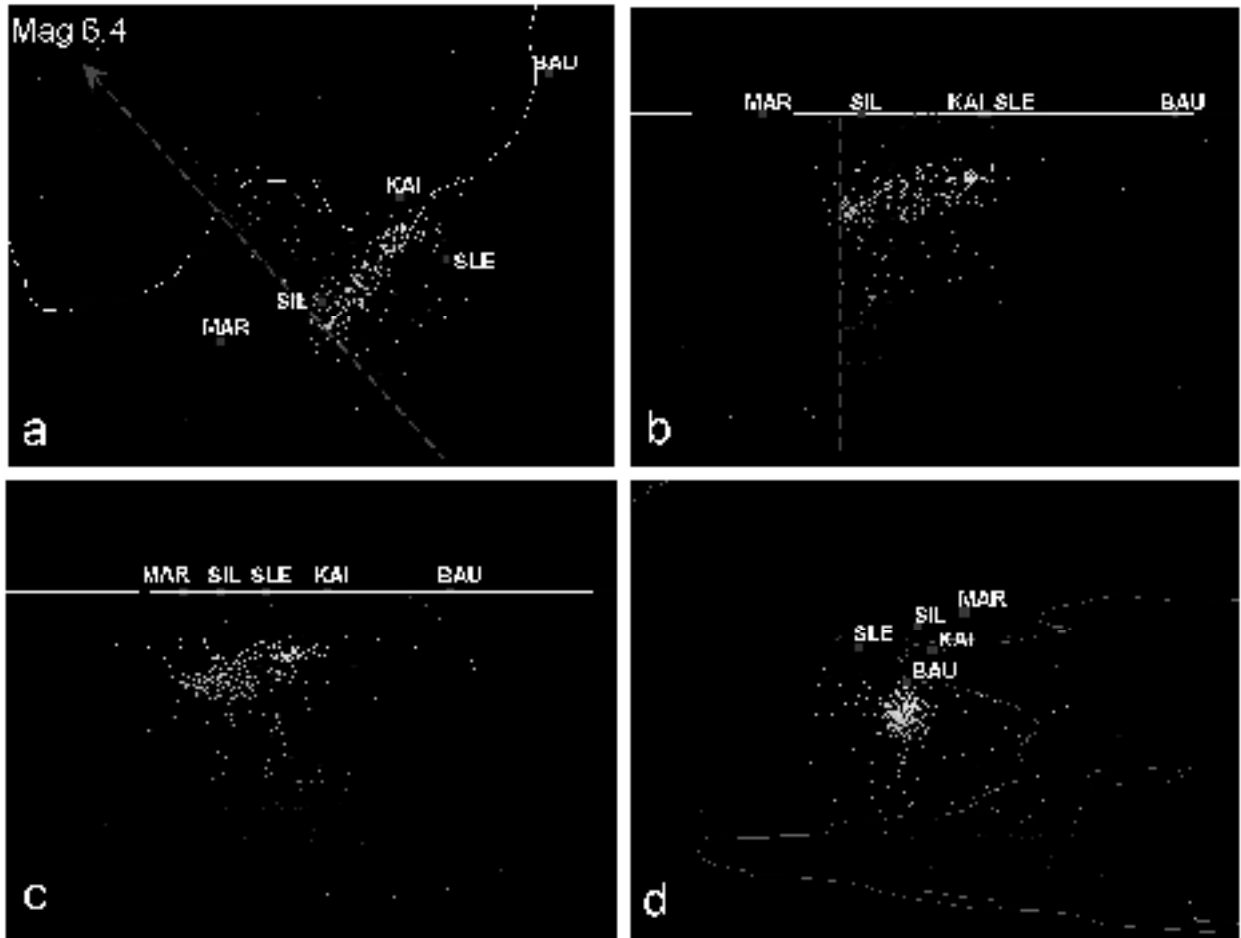 Mag 6.4
BAU
KAI
SLE
SIL
MAR
a
MAR SIL KAI SLE BAU
b
MAR SIL SLE KAI BAU
c
MAR
SIL
SLE KAI
BAU
d